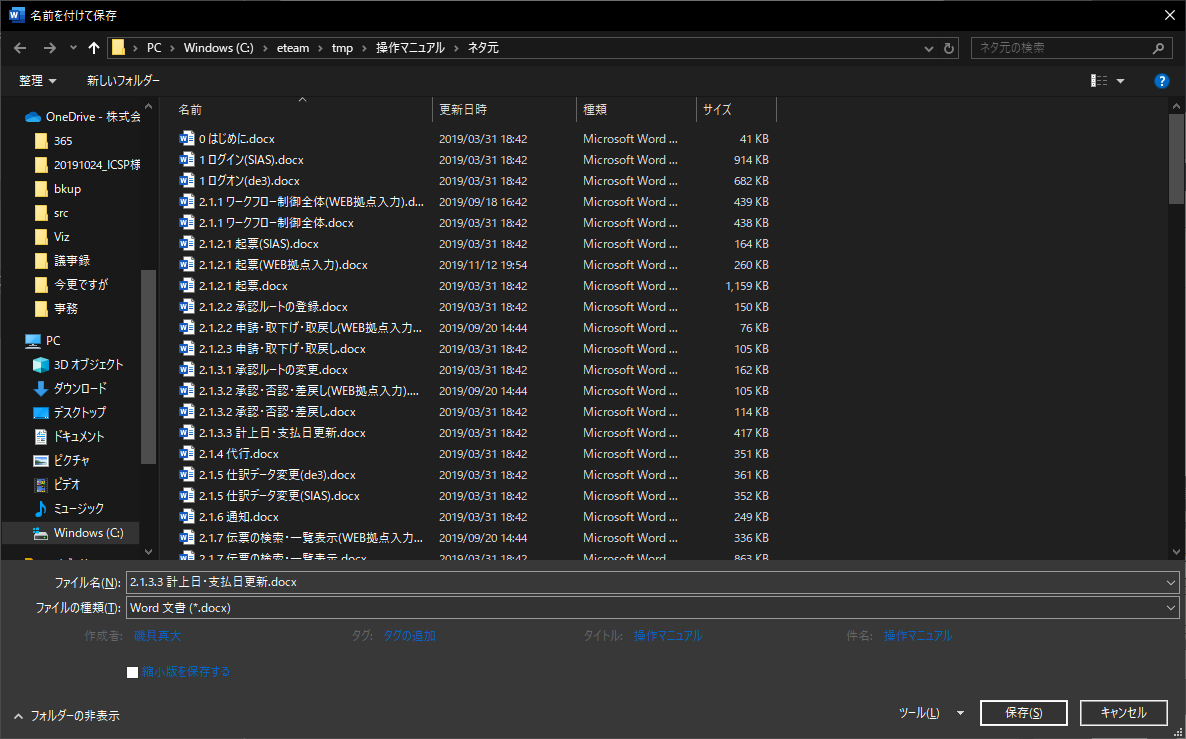 名前を付けて保存
PC › Windows (C:) › eteam › tmp › 操作マニュアル › ネタ元
ネタ元の検索
整理 新しいフォルダー
OneDrive - 株式会
365
20191024_ICSP様
bkup
src
Viz
議事録
今更ですが
事務
PC
3D オブジェクト
ダウンロード
デスクトップ
ドキュメント
ピクチャ
ビデオ
ミュージック
Windows (C:)
名前 更新日時 種類 サイズ
0 はじめに.docx 2019/03/31 18:42 Microsoft Word ... 41 KB
1 ログイン(SIAS).docx 2019/03/31 18:42 Microsoft Word ... 914 KB
1 ログオン(de3).docx 2019/03/31 18:42 Microsoft Word ... 682 KB
2.1.1 ワークフロー制御全体(WEB拠点入力).d... 2019/09/18 16:42 Microsoft Word ... 439 KB
2.1.1 ワークフロー制御全体.docx 2019/03/31 18:42 Microsoft Word ... 438 KB
2.1.2.1 起票(SIAS).docx 2019/03/31 18:42 Microsoft Word ... 164 KB
2.1.2.1 起票(WEB拠点入力).docx 2019/11/12 19:54 Microsoft Word ... 260 KB
2.1.2.1 起票.docx 2019/03/31 18:42 Microsoft Word ... 1,159 KB
2.1.2.2 承認ルートの登録.docx 2019/03/31 18:42 Microsoft Word ... 150 KB
2.1.2.2 申請・取下げ・取戻し(WEB拠点入力... 2019/09/20 14:44 Microsoft Word ... 76 KB
2.1.2.3 申請・取下げ・取戻し.docx 2019/03/31 18:42 Microsoft Word ... 105 KB
2.1.3.1 承認ルートの変更.docx 2019/03/31 18:42 Microsoft Word ... 162 KB
2.1.3.2 承認・否認・差戻し(WEB拠点入力).... 2019/09/20 14:44 Microsoft Word ... 105 KB
2.1.3.2 承認・否認・差戻し.docx 2019/03/31 18:42 Microsoft Word ... 114 KB
2.1.3.3 計上日・支払日更新.docx 2019/03/31 18:42 Microsoft Word ... 417 KB
2.1.4 代行.docx 2019/03/31 18:42 Microsoft Word ... 351 KB
2.1.5 仕訳データ変更(de3).docx 2019/03/31 18:42 Microsoft Word ... 361 KB
2.1.5 仕訳データ変更(SIAS).docx 2019/03/31 18:42 Microsoft Word ... 352 KB
2.1.6 通知.docx 2019/03/31 18:42 Microsoft Word ... 249 KB
2.1.7 伝票の検索・一覧表示(WEB拠点入力... 2019/09/20 14:44 Microsoft Word ... 336 KB
2.1.7 伝票の検索・一覧表示.docx 2019/03/31 18:42 Microsoft Word ... 863 KB
ファイル名(N): 2.1.3.3 計上日・支払日更新.docx
ファイルの種類(T): Word 文書 (*.docx)
作成者: 磯具再大 タグ: タグの追加 タイトル: 操作マニュアル 件名: 操作マニュアル
縮小版を保存する
フォルダーの非表示 ツール(L) 保存(S) キャンセル